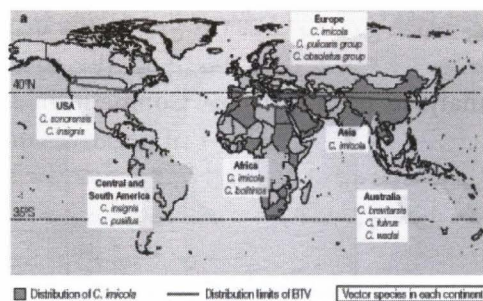 a
Europe
C. imicola
C. pulicaris group
C. obsoletus group
40°N
USA
C. sonorensis
C. insignis
Asia
C. imicola
Africa
C. imicola
C. bolitinos
Central and
South America
C. insignis
C. pusillus
Australia
C. brevitarsis
C. fulvus
C. wadai
35°S
Distribution of C. imicola
Distribution limits of BTV
Vector species in each continent